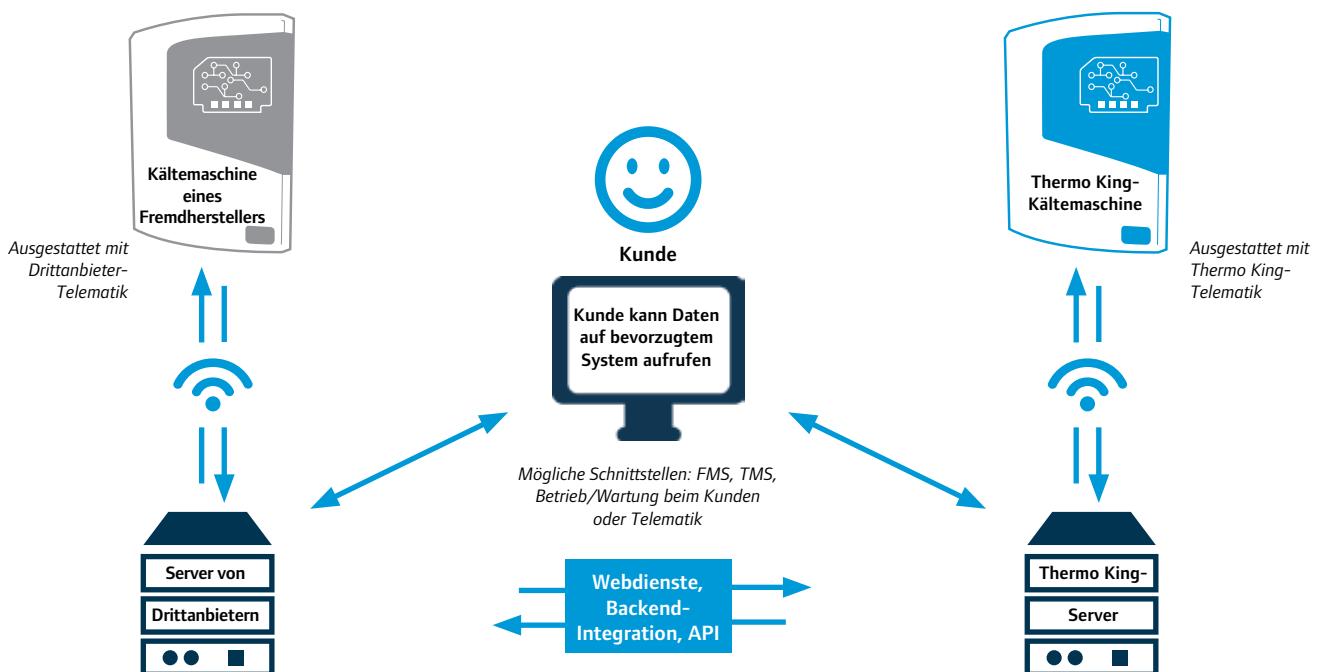 Kältemaschine
eines
Fremdherstellers
Ausgestattet mit
Drittanbieter-
Telematik
Kunde
Kunde kann Daten
auf bevorzugtem
System aufrufen
Thermo King-
Kältemaschine
Ausgestattet mit
Thermo King-
Telematik
Mögliche Schnittstellen: FMS, TMS,
Betrieb/Wartung beim Kunden
oder Telematik
Server von
Drittanbietern
Webdienste,
Backend-
Integration, API
Thermo King-
Server